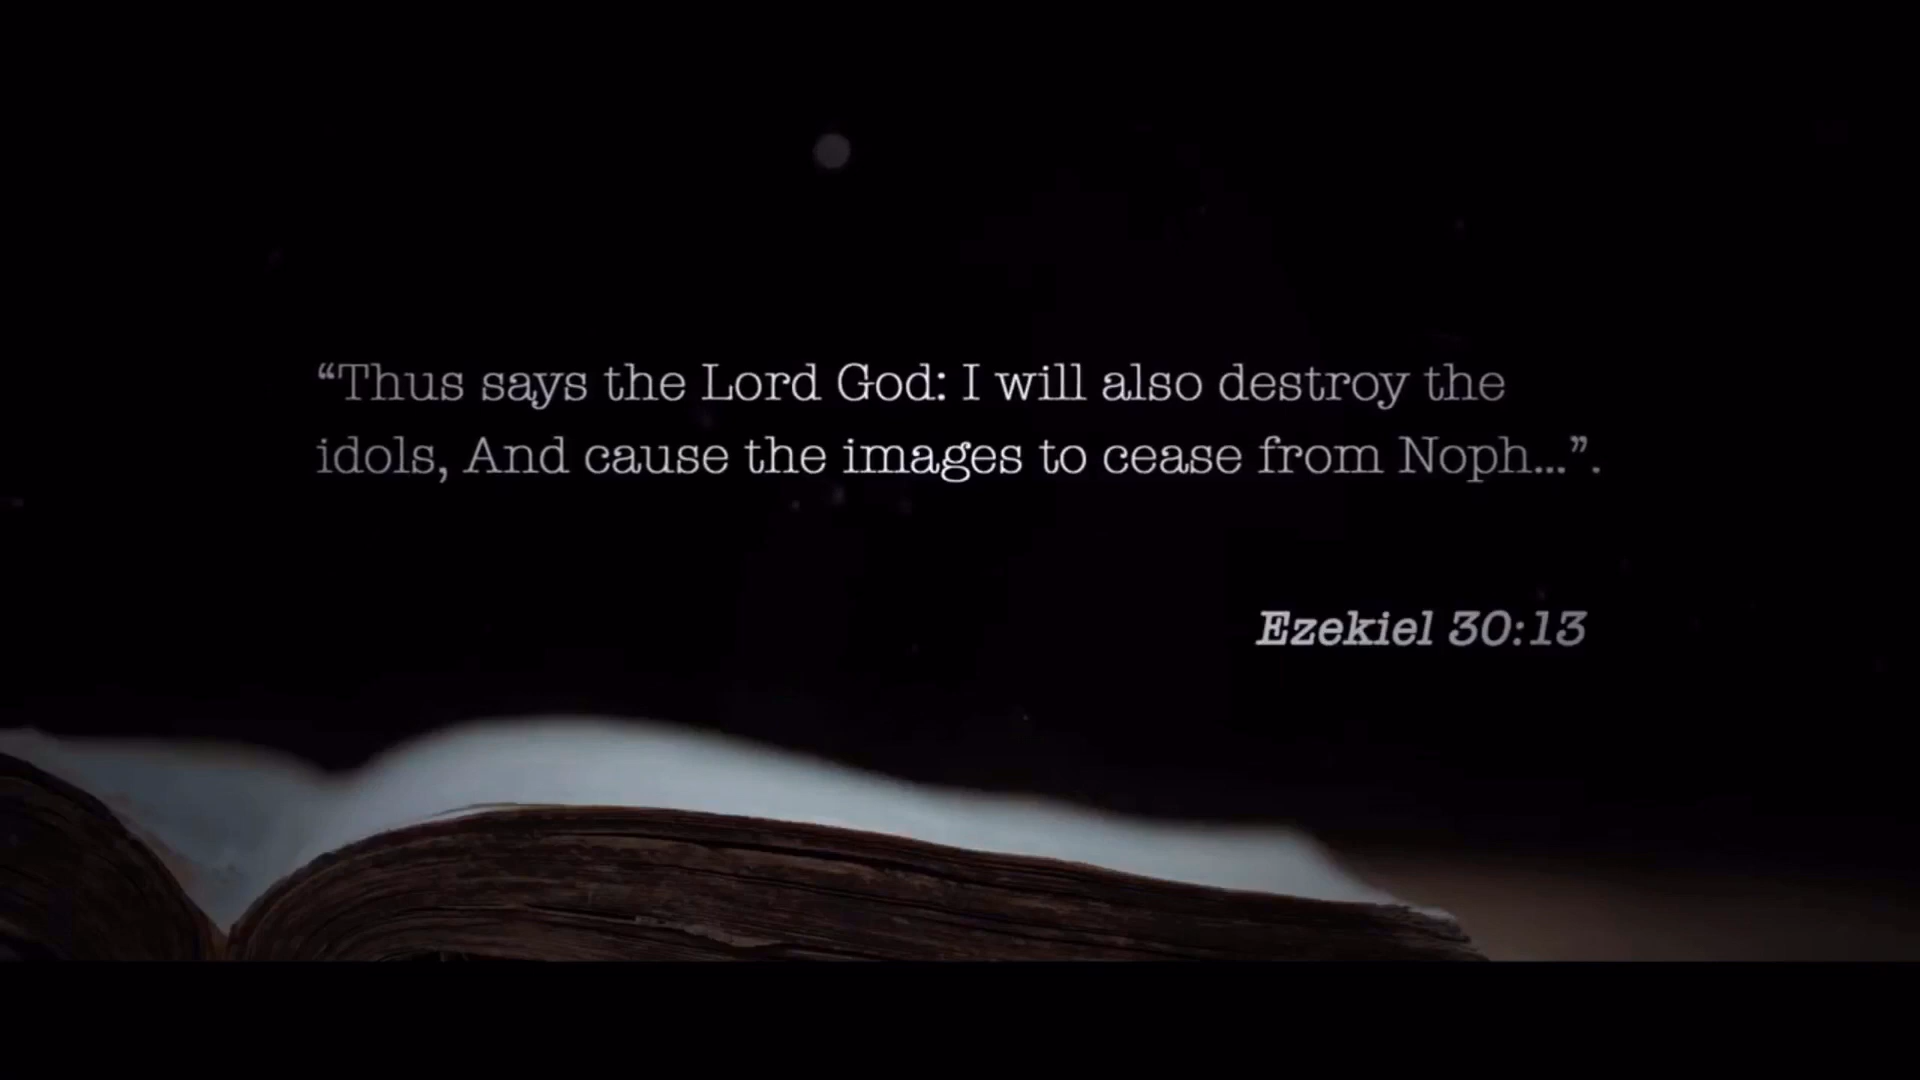 “Thus says the Lord God: I will also destroy the
idols, And cause the images to cease from Noph...”.
Ezekiel 30:13